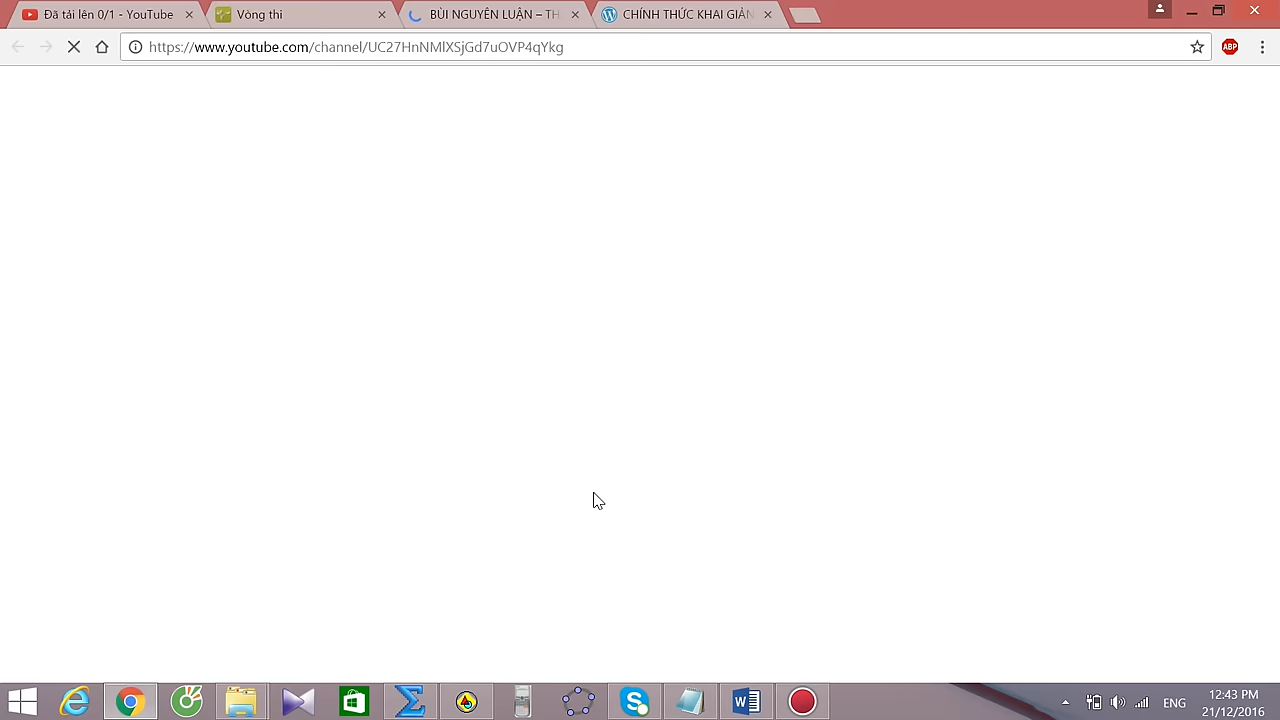 Đã tải lên 0/1 - YouTube
Vòng thi
BÙI NGUYÊN LUẬN – TH
CHÍNH THỨC KHAI GIẢN
https://www.youtube.com/channel/UC27HnNMlXSjGd7uOVP4qYkg
ABP
12:43 PM
ENG
21/12/2016